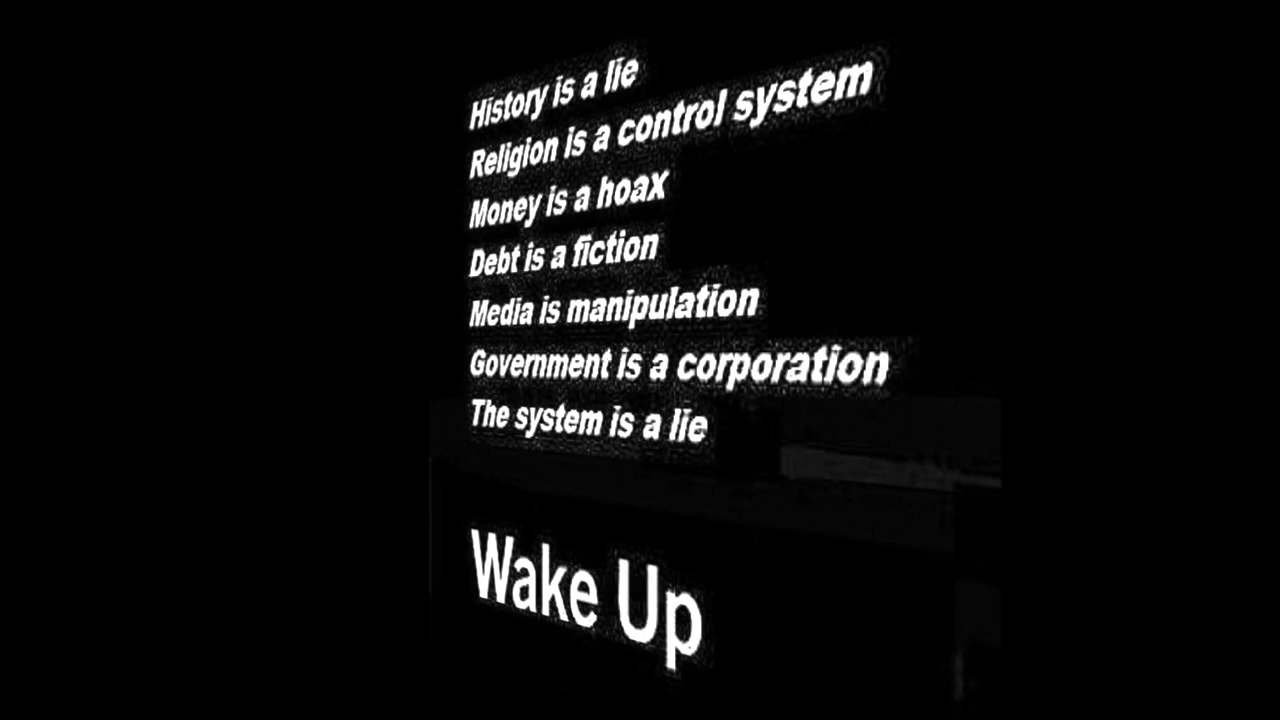 History is a lie
Religion is a control system
Money is a hoax
Debt is a fiction
Media is manipulation
Government is a corporation
The system is a lie
Wake Up